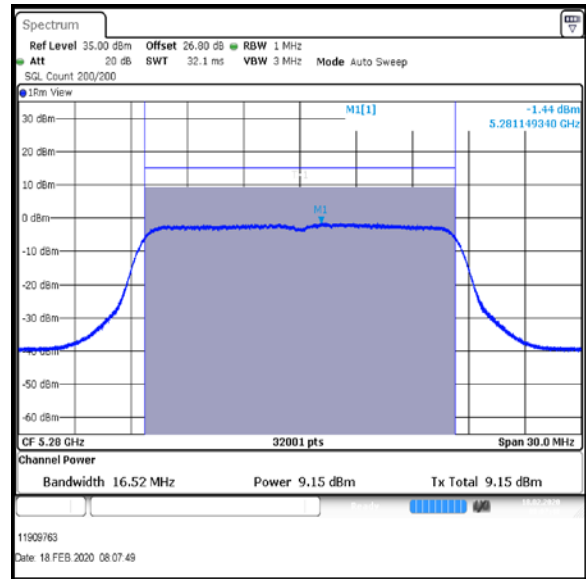 Spectrum
Ref Level 35.00 dBm Offset 26.80 dB RBW 1 MHz
Att 20 dB SWT 32.1 ms VBW 3 MHz Mode Auto Sweep
SGL Count 200/200
1Rm View
M1[1] -1.44 dBm
5.281149340 GHz
30 dBm
20 dBm
10 dBm
M1
0 dBm
-10 dBm
-20 dBm
-30 dBm
-40 dBm
-50 dBm
-60 dBm
CF 5.28 GHz 32001 pts Span 30.0 MHz
Channel Power
Bandwidth 16.52 MHz Power 9.15 dBm Tx Total 9.15 dBm
11909763
Date: 18.FEB.2020 08:07:49